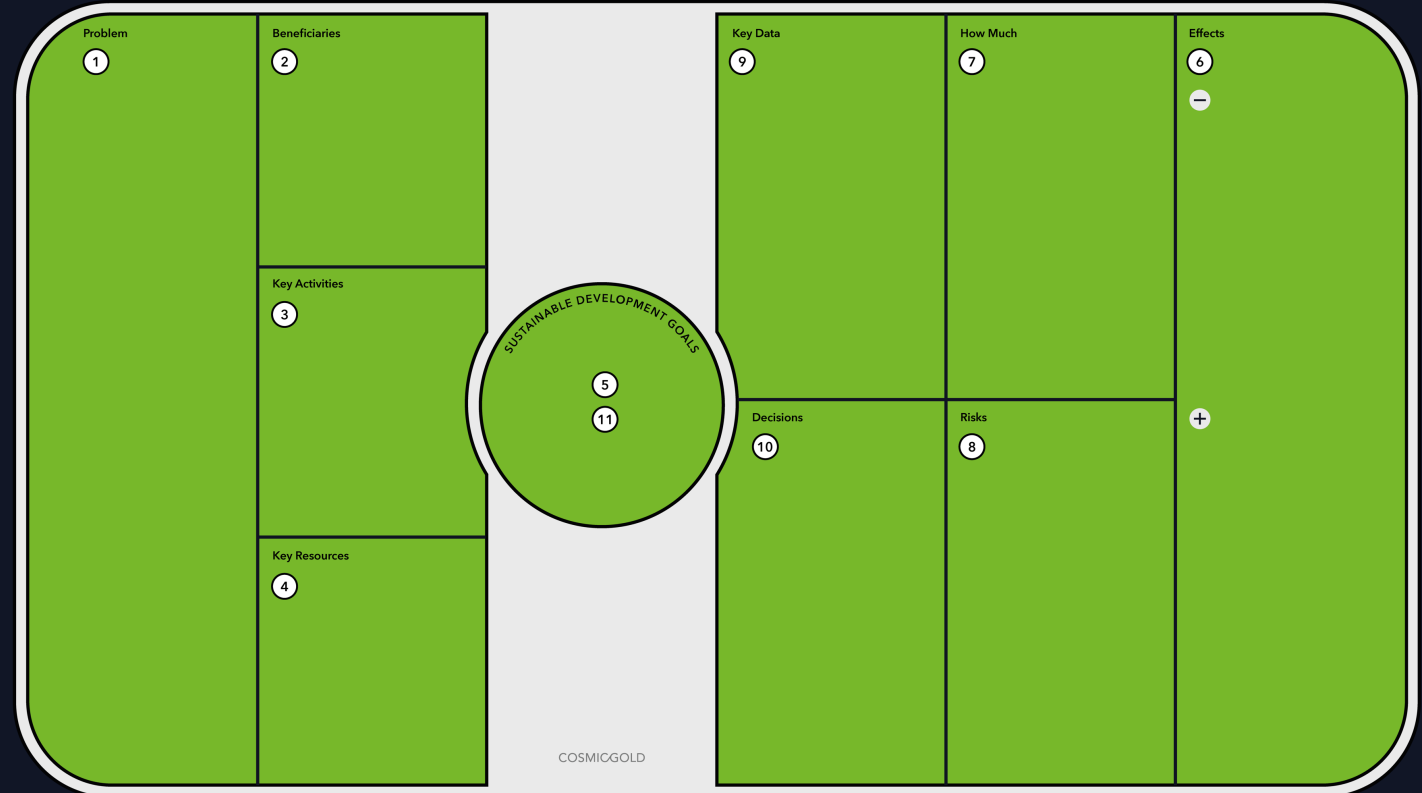 Problem
1
Beneficiaries
2
Key Activities
3
Key Resources
4
SUSTAINABLE DEVELOPMENT GOALS
5
11
COSMICGOLD
Key Data
9
How Much
7
Effects
6
−
+
Decisions
10
Risks
8